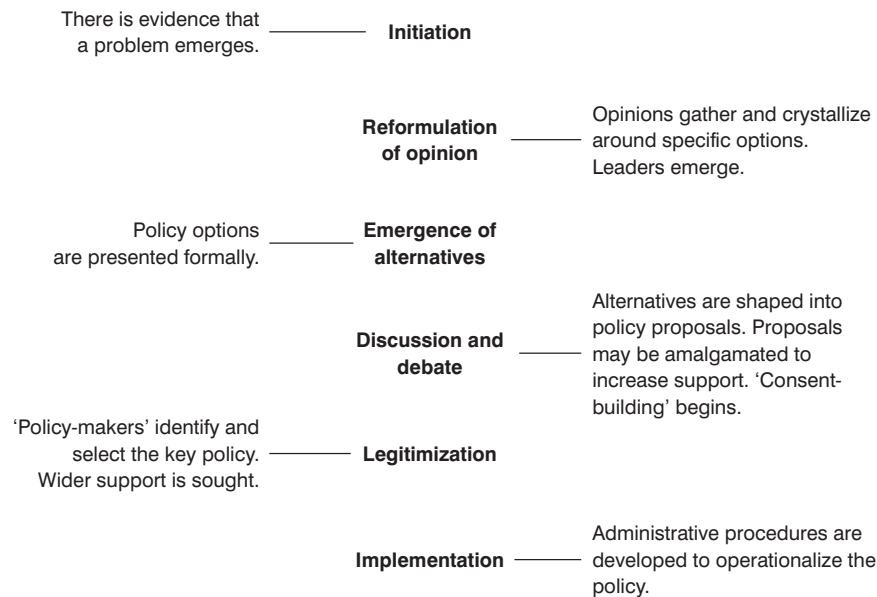 There is evidence that
a problem emerges.
Initiation
Reformulation
of opinion
Opinions gather and crystallize
around specific options.
Leaders emerge.
Policy options
are presented formally.
Emergence of
alternatives
Discussion and
debate
Alternatives are shaped into
policy proposals. Proposals
may be amalgamated to
increase support. ‘Consent-
building’ begins.
‘Policy-makers’ identify and
select the key policy.
Wider support is sought.
Legitimization
Implementation
Administrative procedures are
developed to operationalize the
policy.